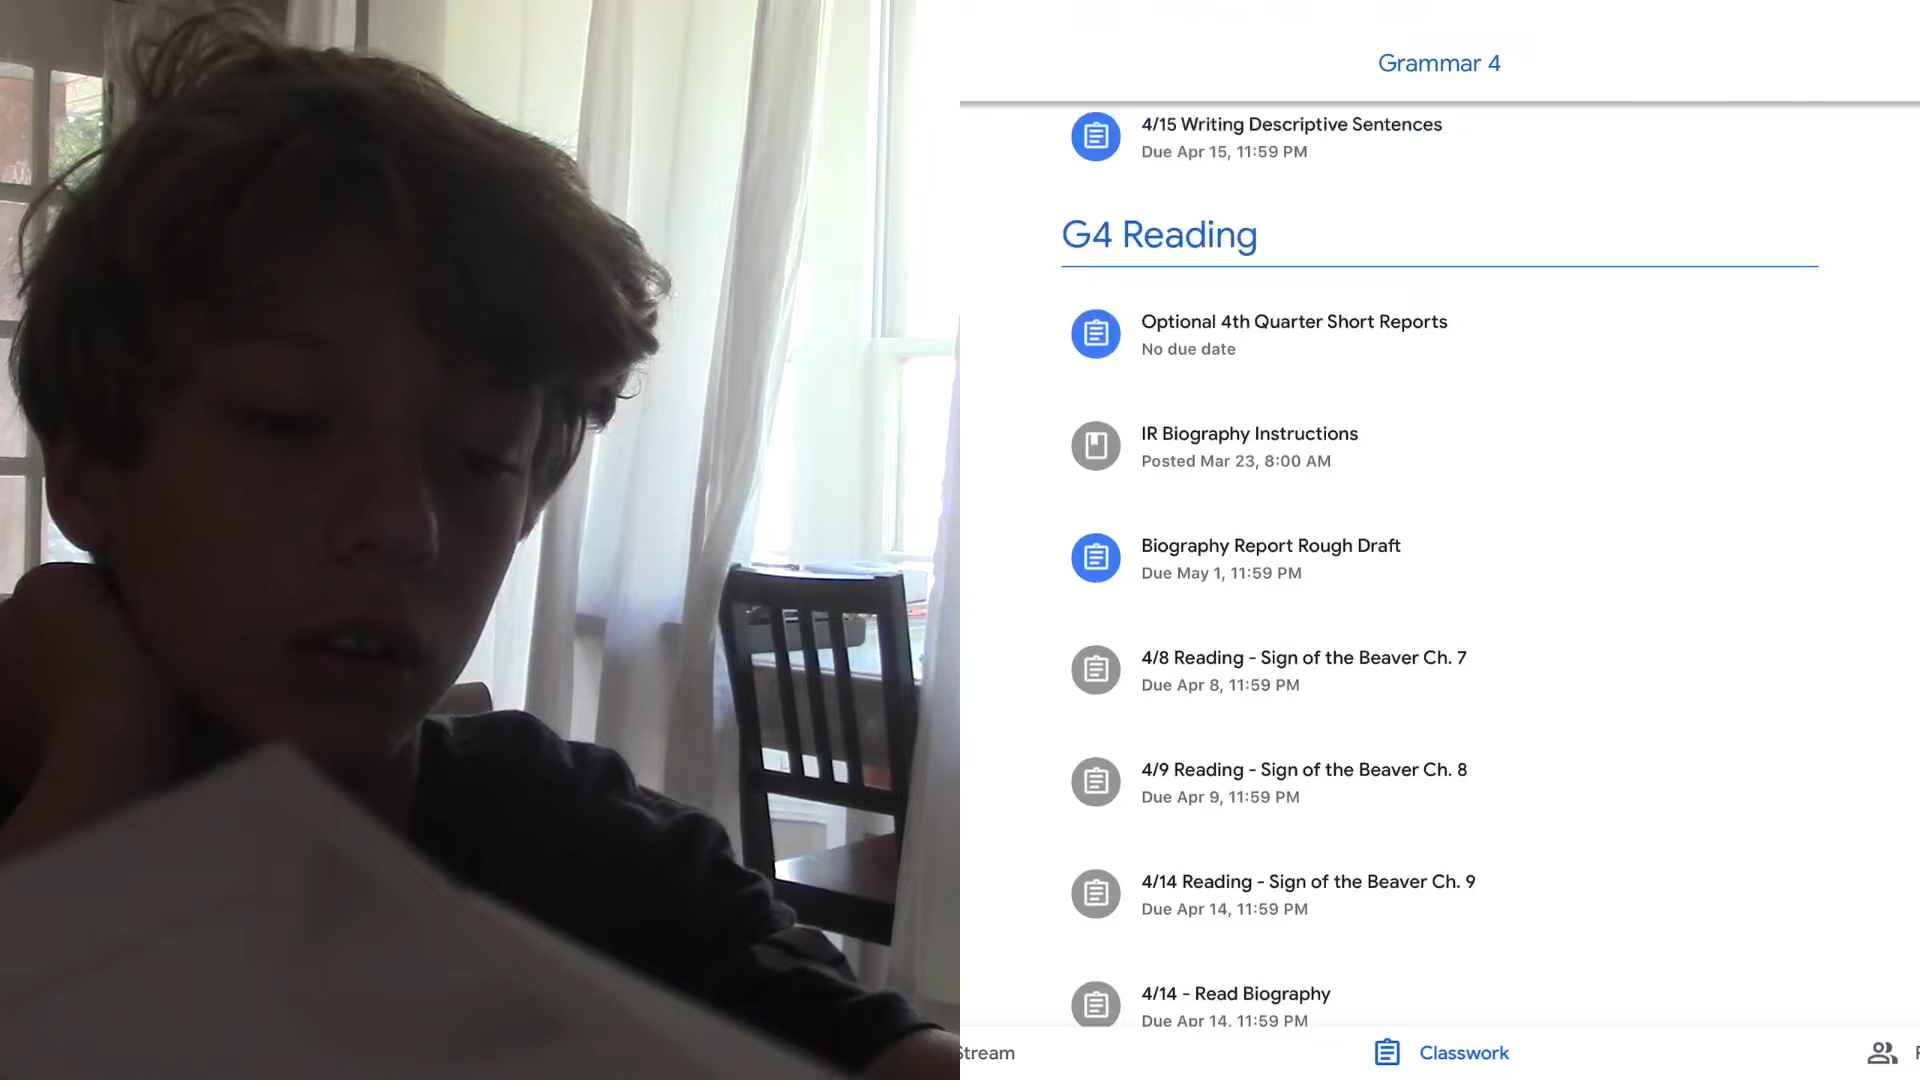 Grammar 4
4/15 Writing Descriptive Sentences
Due Apr 15, 11:59 PM
G4 Reading
Optional 4th Quarter Short Reports
No due date
IR Biography Instructions
Posted Mar 23, 8:00 AM
Biography Report Rough Draft
Due May 1, 11:59 PM
4/8 Reading - Sign of the Beaver Ch. 7
Due Apr 8, 11:59 PM
4/9 Reading - Sign of the Beaver Ch. 8
Due Apr 9, 11:59 PM
4/14 Reading - Sign of the Beaver Ch. 9
Due Apr 14, 11:59 PM
4/14 - Read Biography
Due Apr 14, 11:59 PM
Stream
Classwork